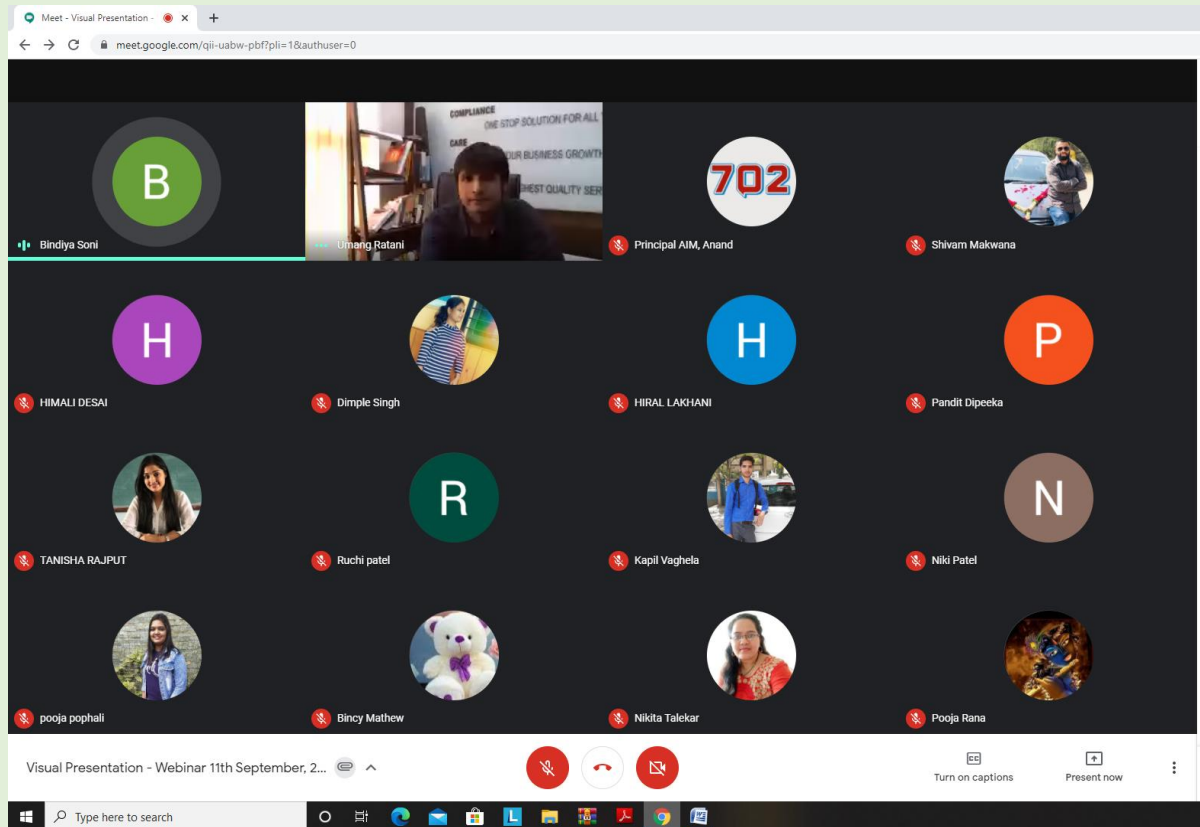 Meet - Visual Presentation -
meet.google.com/qii-uabw-pbf?pli=1&authuser=0
B
Bindiya Soni
COMPLIANCE
ONE STOP SOLUTION FOR ALL
CARE
OUR BUSINESS GROWTH
HEST QUALITY SER
Umang Ratani
702
Principal AIM, Anand
Shivam Makwana
H
HIMALI DESAI
Dimple Singh
H
HIRAL LAKHANI
P
Pandit Dipeeka
TANISHA RAJPUT
R
Ruchi patel
Kapil Vaghela
N
Niki Patel
pooja pophali
Bincy Mathew
Nikita Talekar
Pooja Rana
Visual Presentation - Webinar 11th September, 2...
CC
Turn on captions
Present now
Type here to search
L